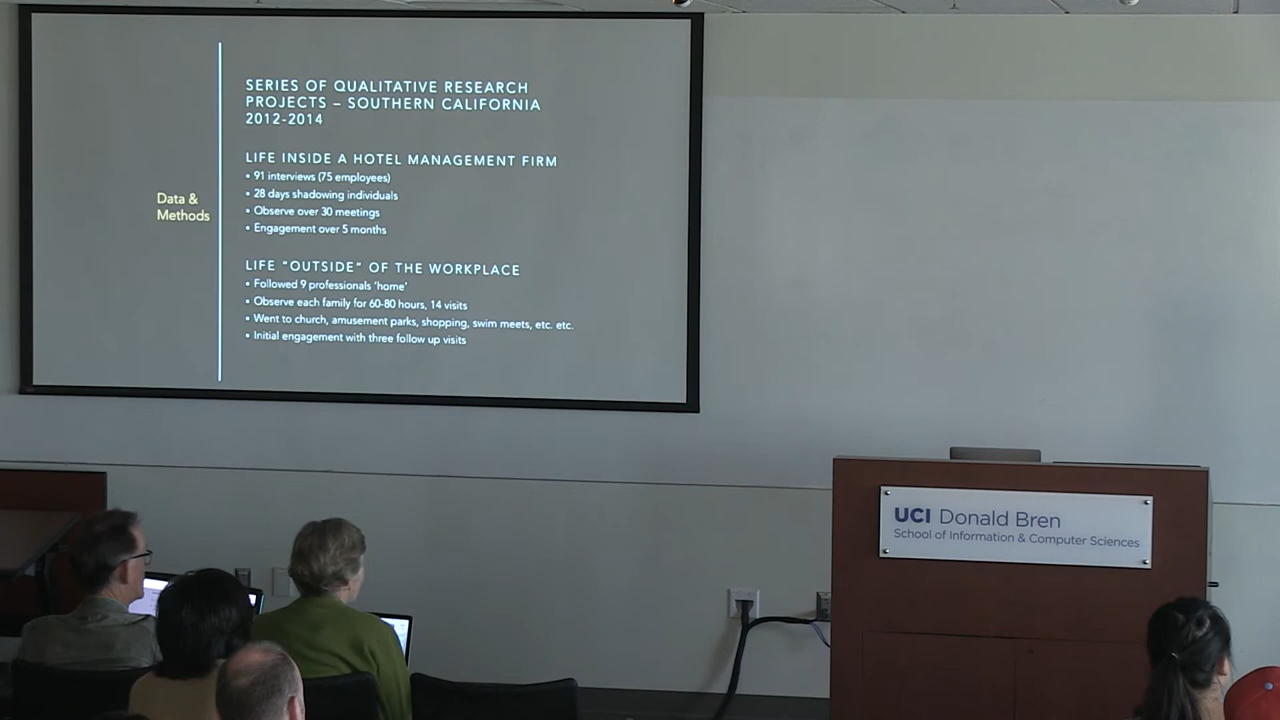 SERIES OF QUALITATIVE RESEARCH
PROJECTS – SOUTHERN CALIFORNIA
2012-2014
LIFE INSIDE A HOTEL MANAGEMENT FIRM
• 91 interviews (75 employees)
• 28 days shadowing individuals
• Observe over 30 meetings
• Engagement over 5 months
Data &
Methods
LIFE "OUTSIDE" OF THE WORKPLACE
• Followed 9 professionals 'home'
• Observe each family for 60-80 hours, 14 visits
• Went to church, amusement parks, shopping, swim meets, etc. etc.
• Initial engagement with three follow up visits
UCI Donald Bren
School of Information & Computer Sciences